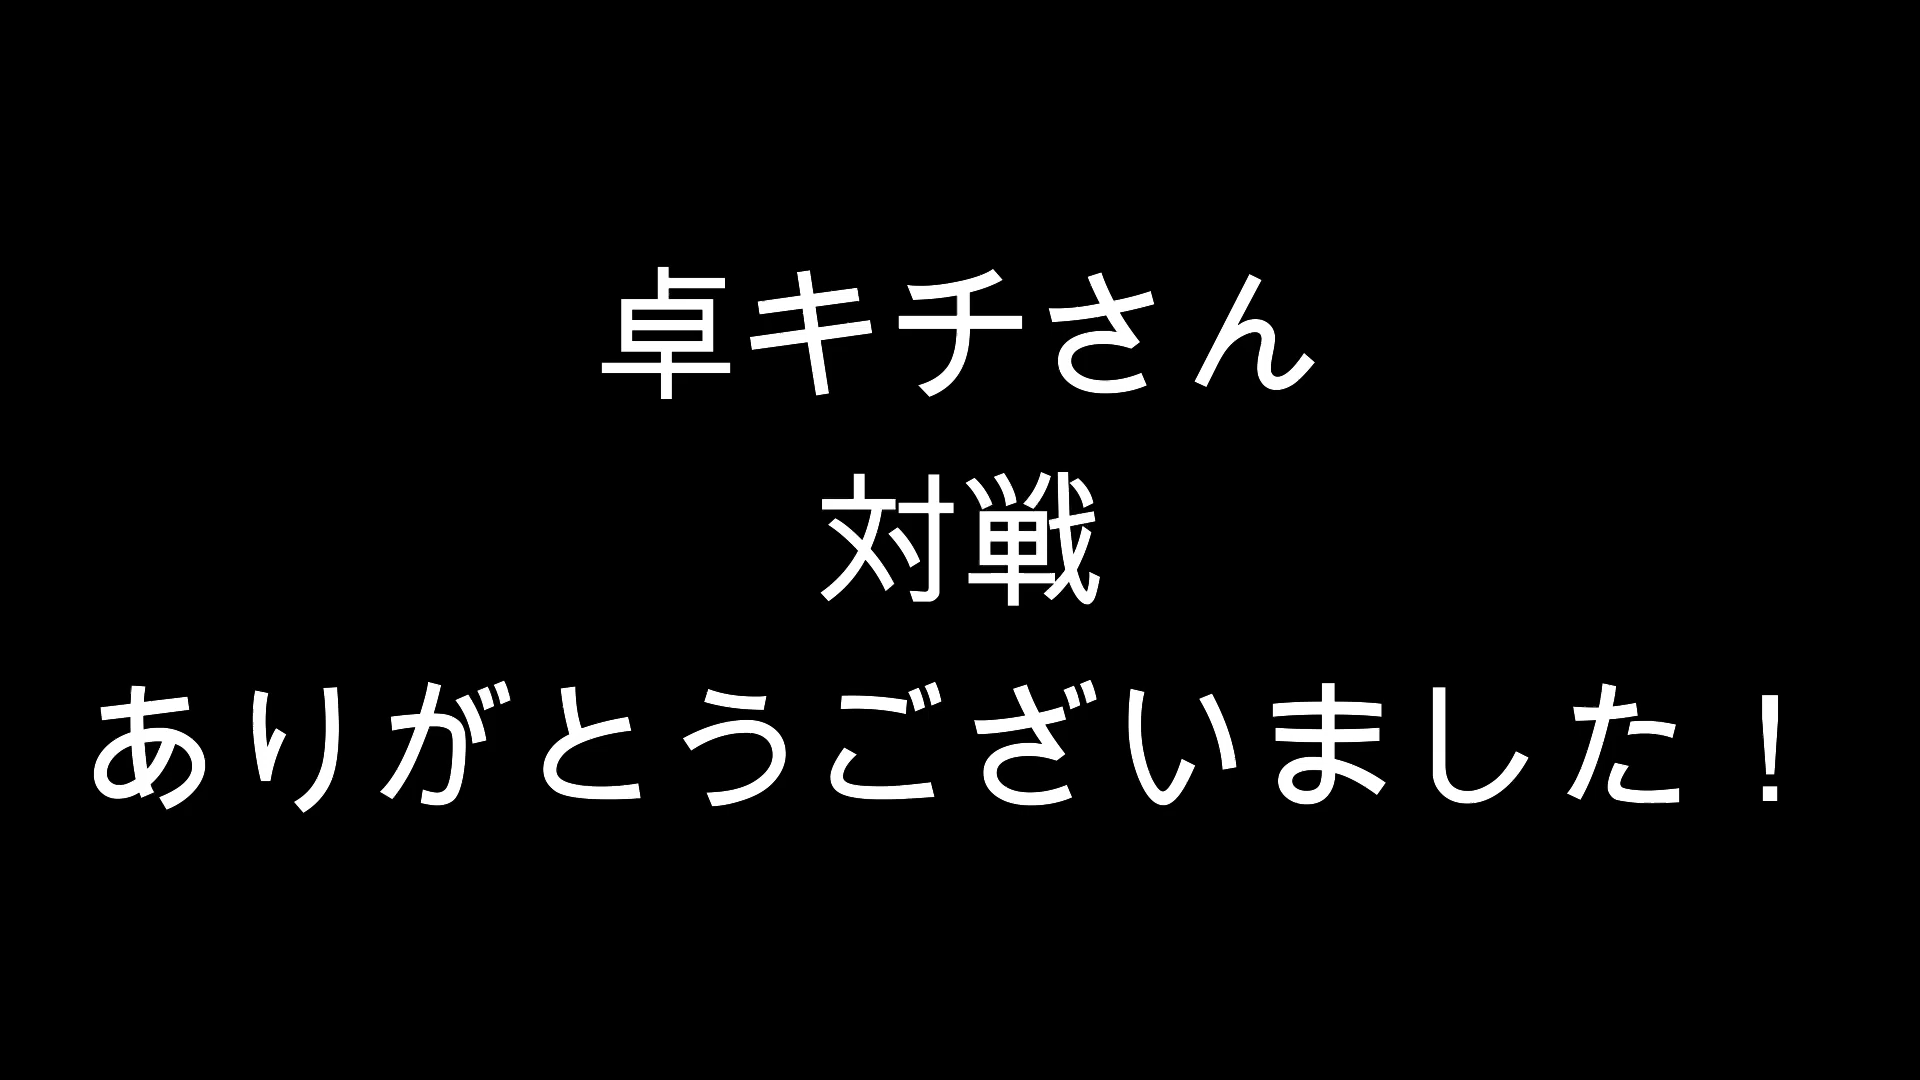 卓キチさん
対戦
ありがとうございました！